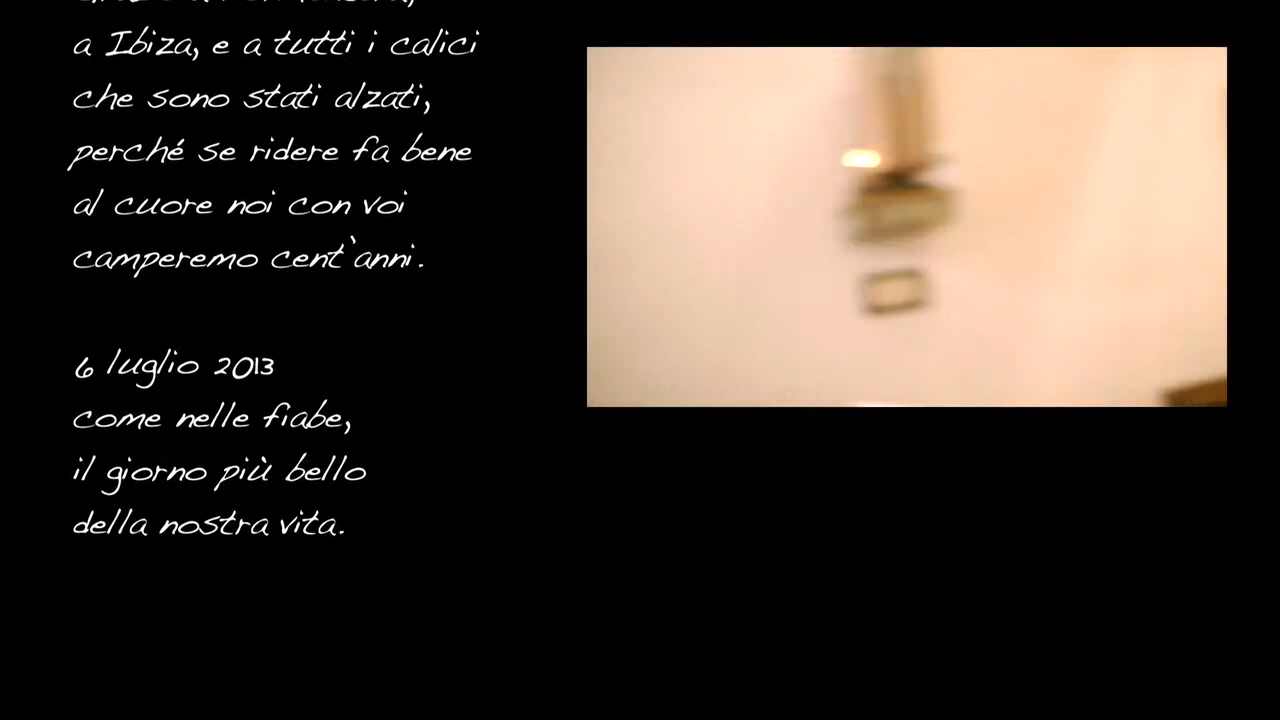 a Ibiza, e a tutti i calici
che sono stati alzati,
perché se ridere fa bene
al cuore noi con voi
camperemo cent'anni.
6 luglio 2013
come nelle fiabe,
il giorno più bello
della nostra vita.